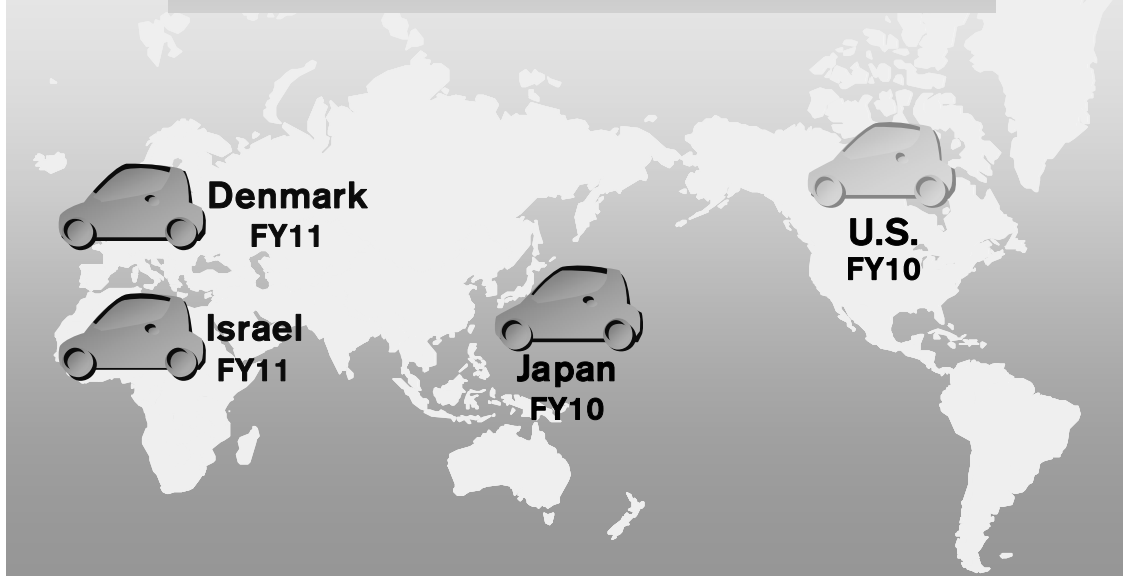 Denmark
FY11
Israel
FY11
Japan
FY10
U.S.
FY10